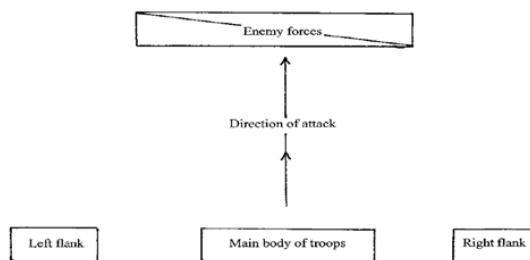 Enemy forces
Direction of attack
Left flank
Main body of troops
Right flank